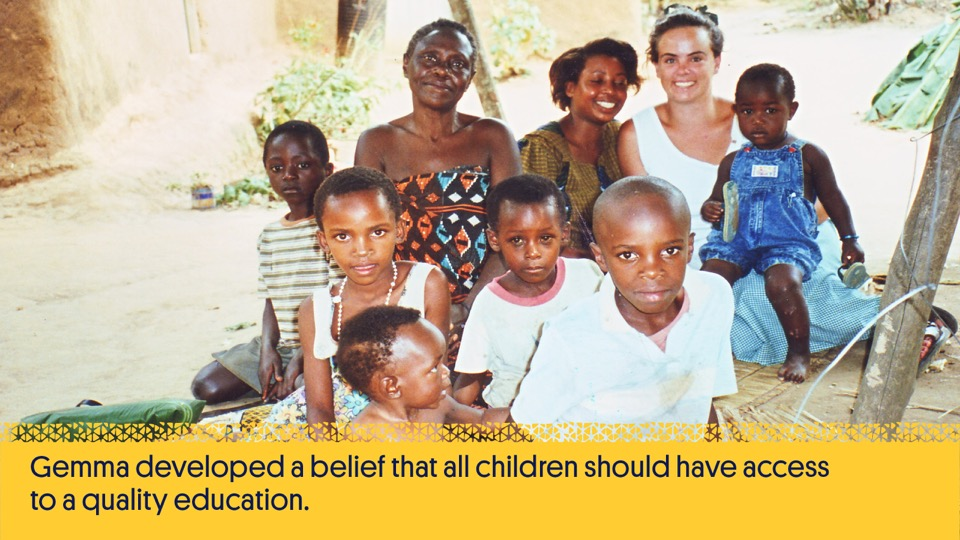 Gemma developed a belief that all children should have access
to a quality education.